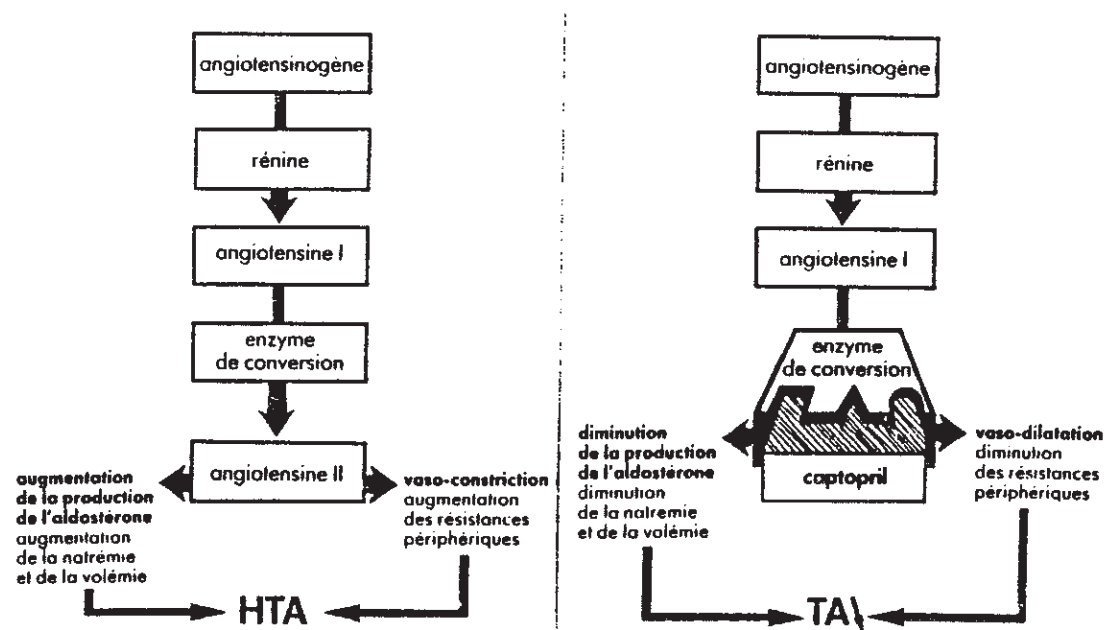 angiotensinogène
rénine
angiotensine I
enzyme
de conversion
angiotensine II
augmentation
de la production
de l'aldostérone
augmentation
de la natrémie
et de la volémie
vaso-constriction
augmentation
des résistances
périphériques
HTA
angiotensinogène
rénine
angiotensine I
enzyme
de conversion
captopril
diminution
de la production
de l'aldostérone
diminution
de la natremie
et de la volémie
vaso-dilatation
diminution
des résistances
périphériques
TA